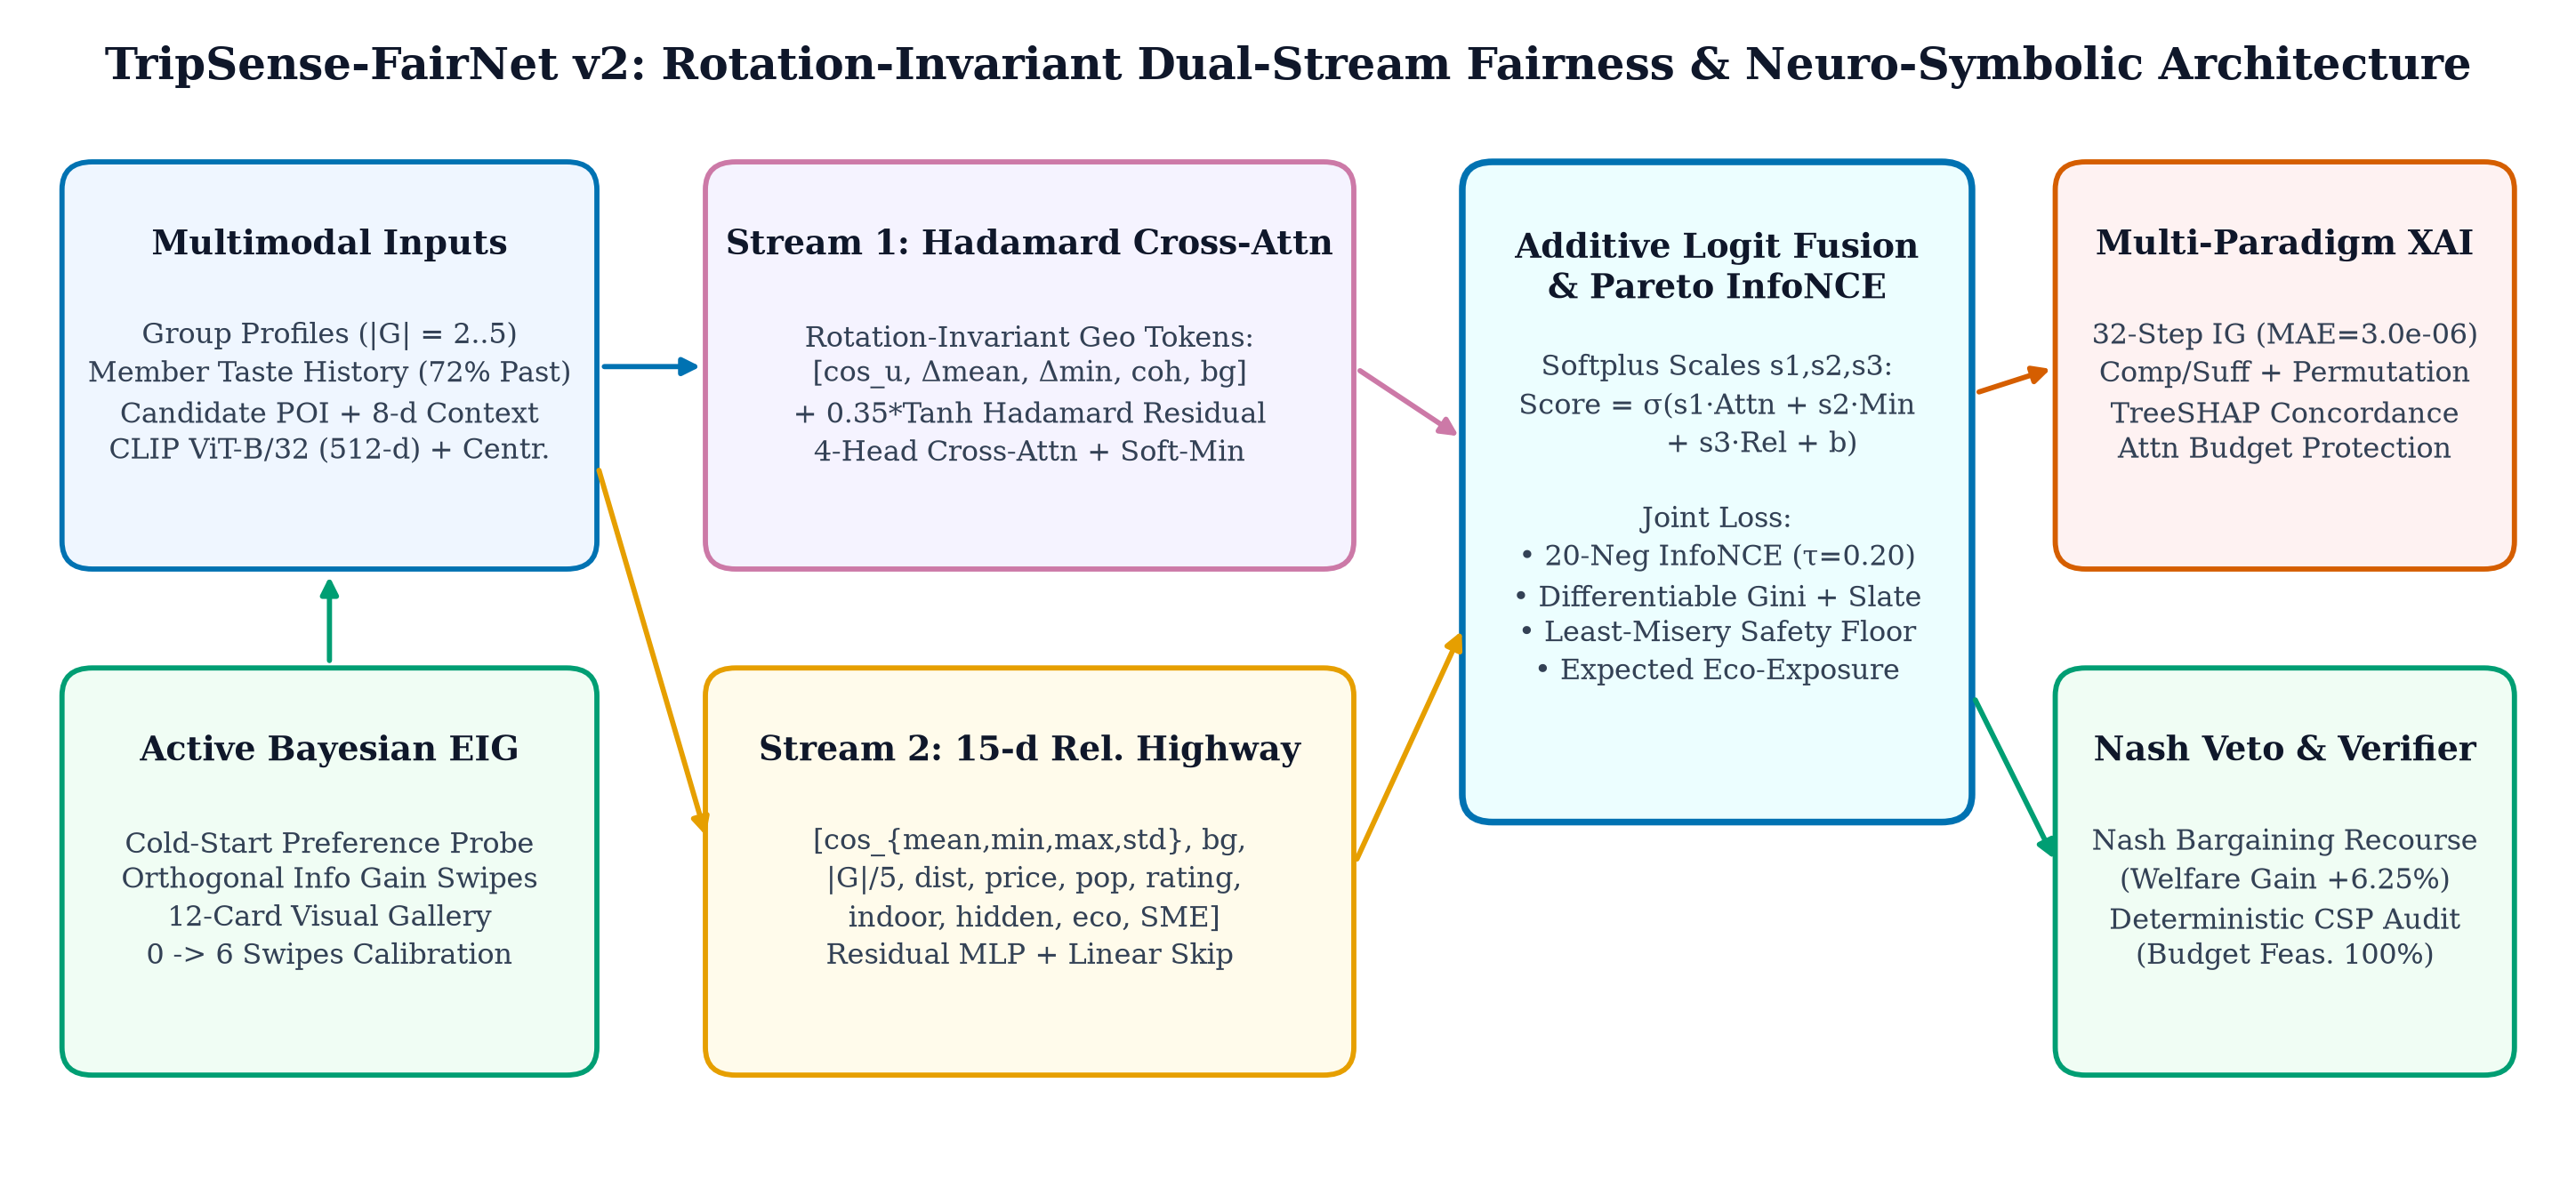 TripSense-FairNet v2: Rotation-Invariant Dual-Stream Fairness & Neuro-Symbolic Architecture
Multimodal Inputs
Group Profiles (|G| = 2..5)
Member Taste History (72% Past)
Candidate POI + 8-d Context
CLIP ViT-B/32 (512-d) + Centr.
Active Bayesian EIG
Cold-Start Preference Probe
Orthogonal Info Gain Swipes
12-Card Visual Gallery
0 -> 6 Swipes Calibration
Stream 1: Hadamard Cross-Attn
Rotation-Invariant Geo Tokens:
[cos_u, Δmean, Δmin, coh, bg]
+ 0.35*Tanh Hadamard Residual
4-Head Cross-Attn + Soft-Min
Stream 2: 15-d Rel. Highway
[cos_{mean,min,max,std}, bg,
|G|/5, dist, price, pop, rating,
indoor, hidden, eco, SME]
Residual MLP + Linear Skip
Additive Logit Fusion
& Pareto InfoNCE
Softplus Scales s1,s2,s3:
Score = σ(s1·Attn + s2·Min
+ s3·Rel + b)
Joint Loss:
• 20-Neg InfoNCE (τ=0.20)
• Differentiable Gini + Slate
• Least-Misery Safety Floor
• Expected Eco-Exposure
Multi-Paradigm XAI
32-Step IG (MAE=3.0e-06)
Comp/Suff + Permutation
TreeSHAP Concordance
Attn Budget Protection
Nash Veto & Verifier
Nash Bargaining Recourse
(Welfare Gain +6.25%)
Deterministic CSP Audit
(Budget Feas. 100%)